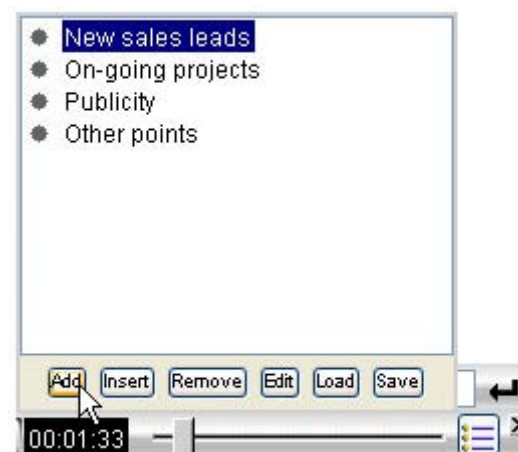 New sales leads
On-going projects
Publicity
Other points
Add Insert Remove Edit Load Save
00:01:33